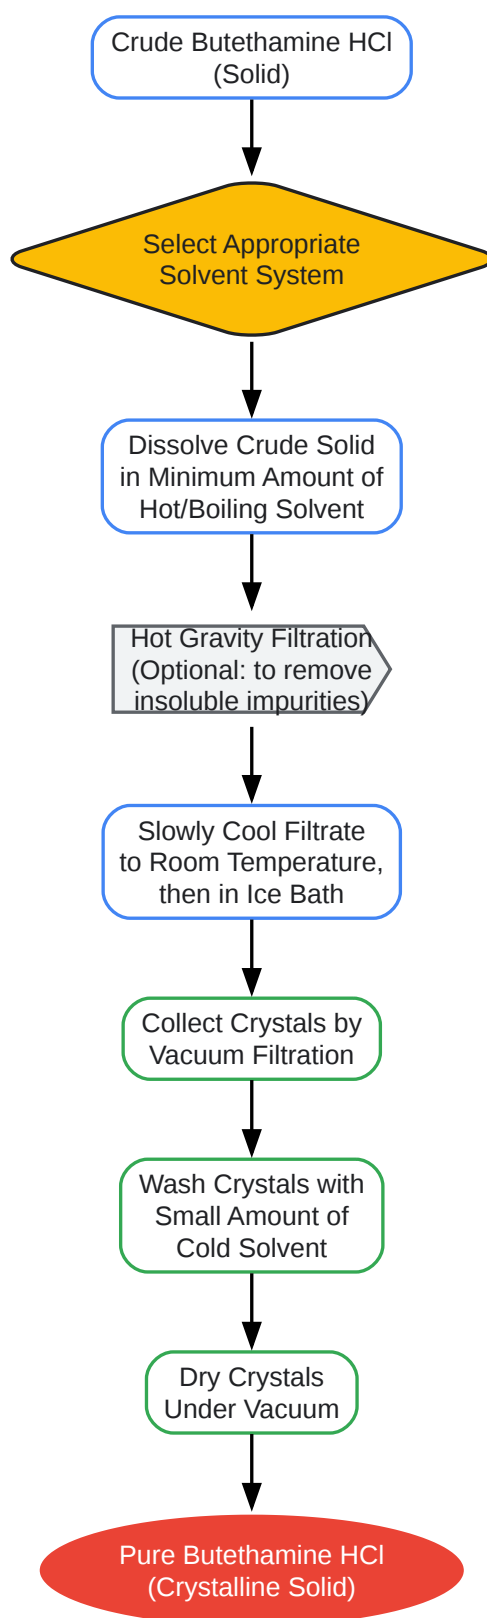 Crude Butethamine HCl
(Solid)
Select Appropriate
Solvent System
Dissolve Crude Solid
in Minimum Amount of
Hot/Boiling Solvent
Hot Gravity Filtration
(Optional: to remove
insoluble impurities)
Slowly Cool Filtrate
to Room Temperature,
then in Ice Bath
Collect Crystals by
Vacuum Filtration
Wash Crystals with
Small Amount of
Cold Solvent
Dry Crystals
Under Vacuum
Pure Butethamine HCl
(Crystalline Solid)